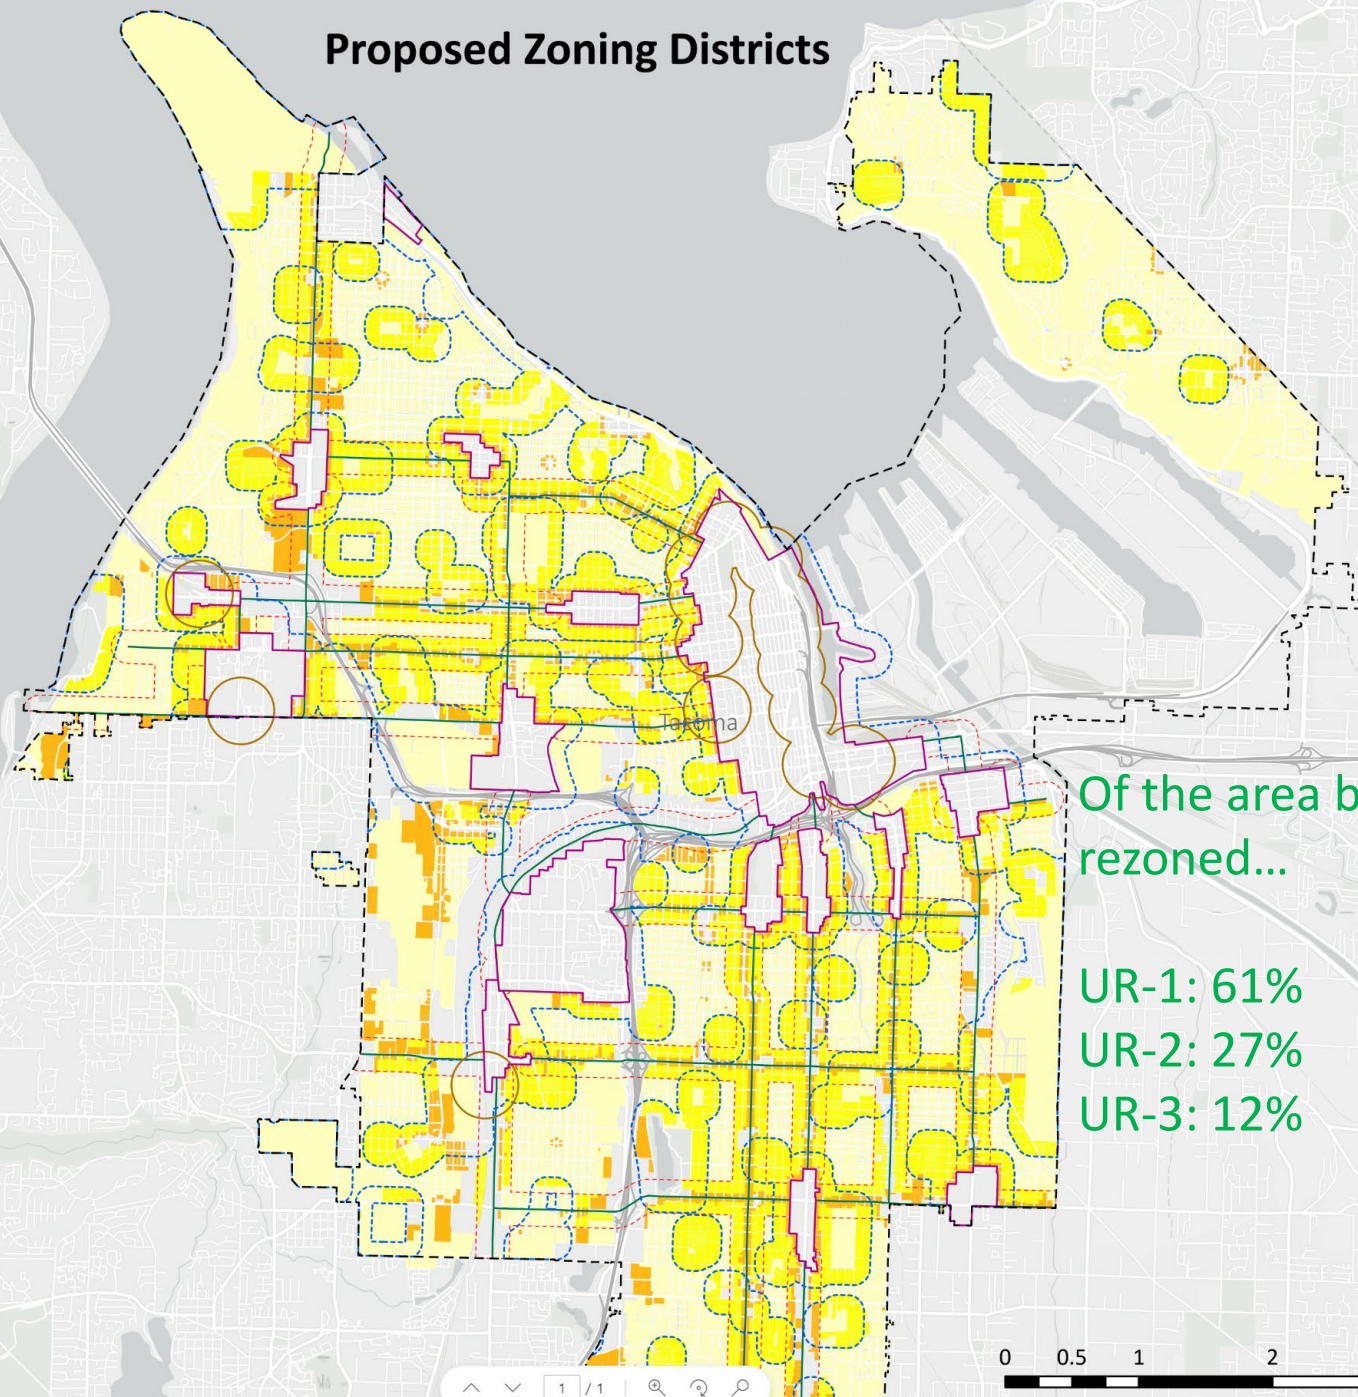 Proposed Zoning Districts
Tacoma
Of the area b
rezoned...
UR-1: 61%
UR-2: 27%
UR-3: 12%
0 0.5 1 2
1 / 1